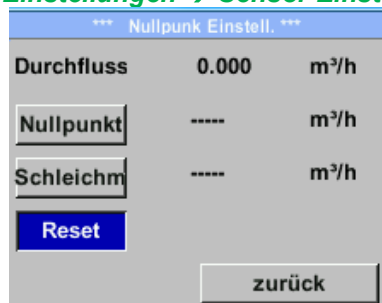 Einstellungen → Sensor Einst
*** Nullpunk Einstell. ***
Durchfluss 0.000 m³/h
Nullpunkt ----- m³/h
Schleichm ----- m³/h
Reset
zurück